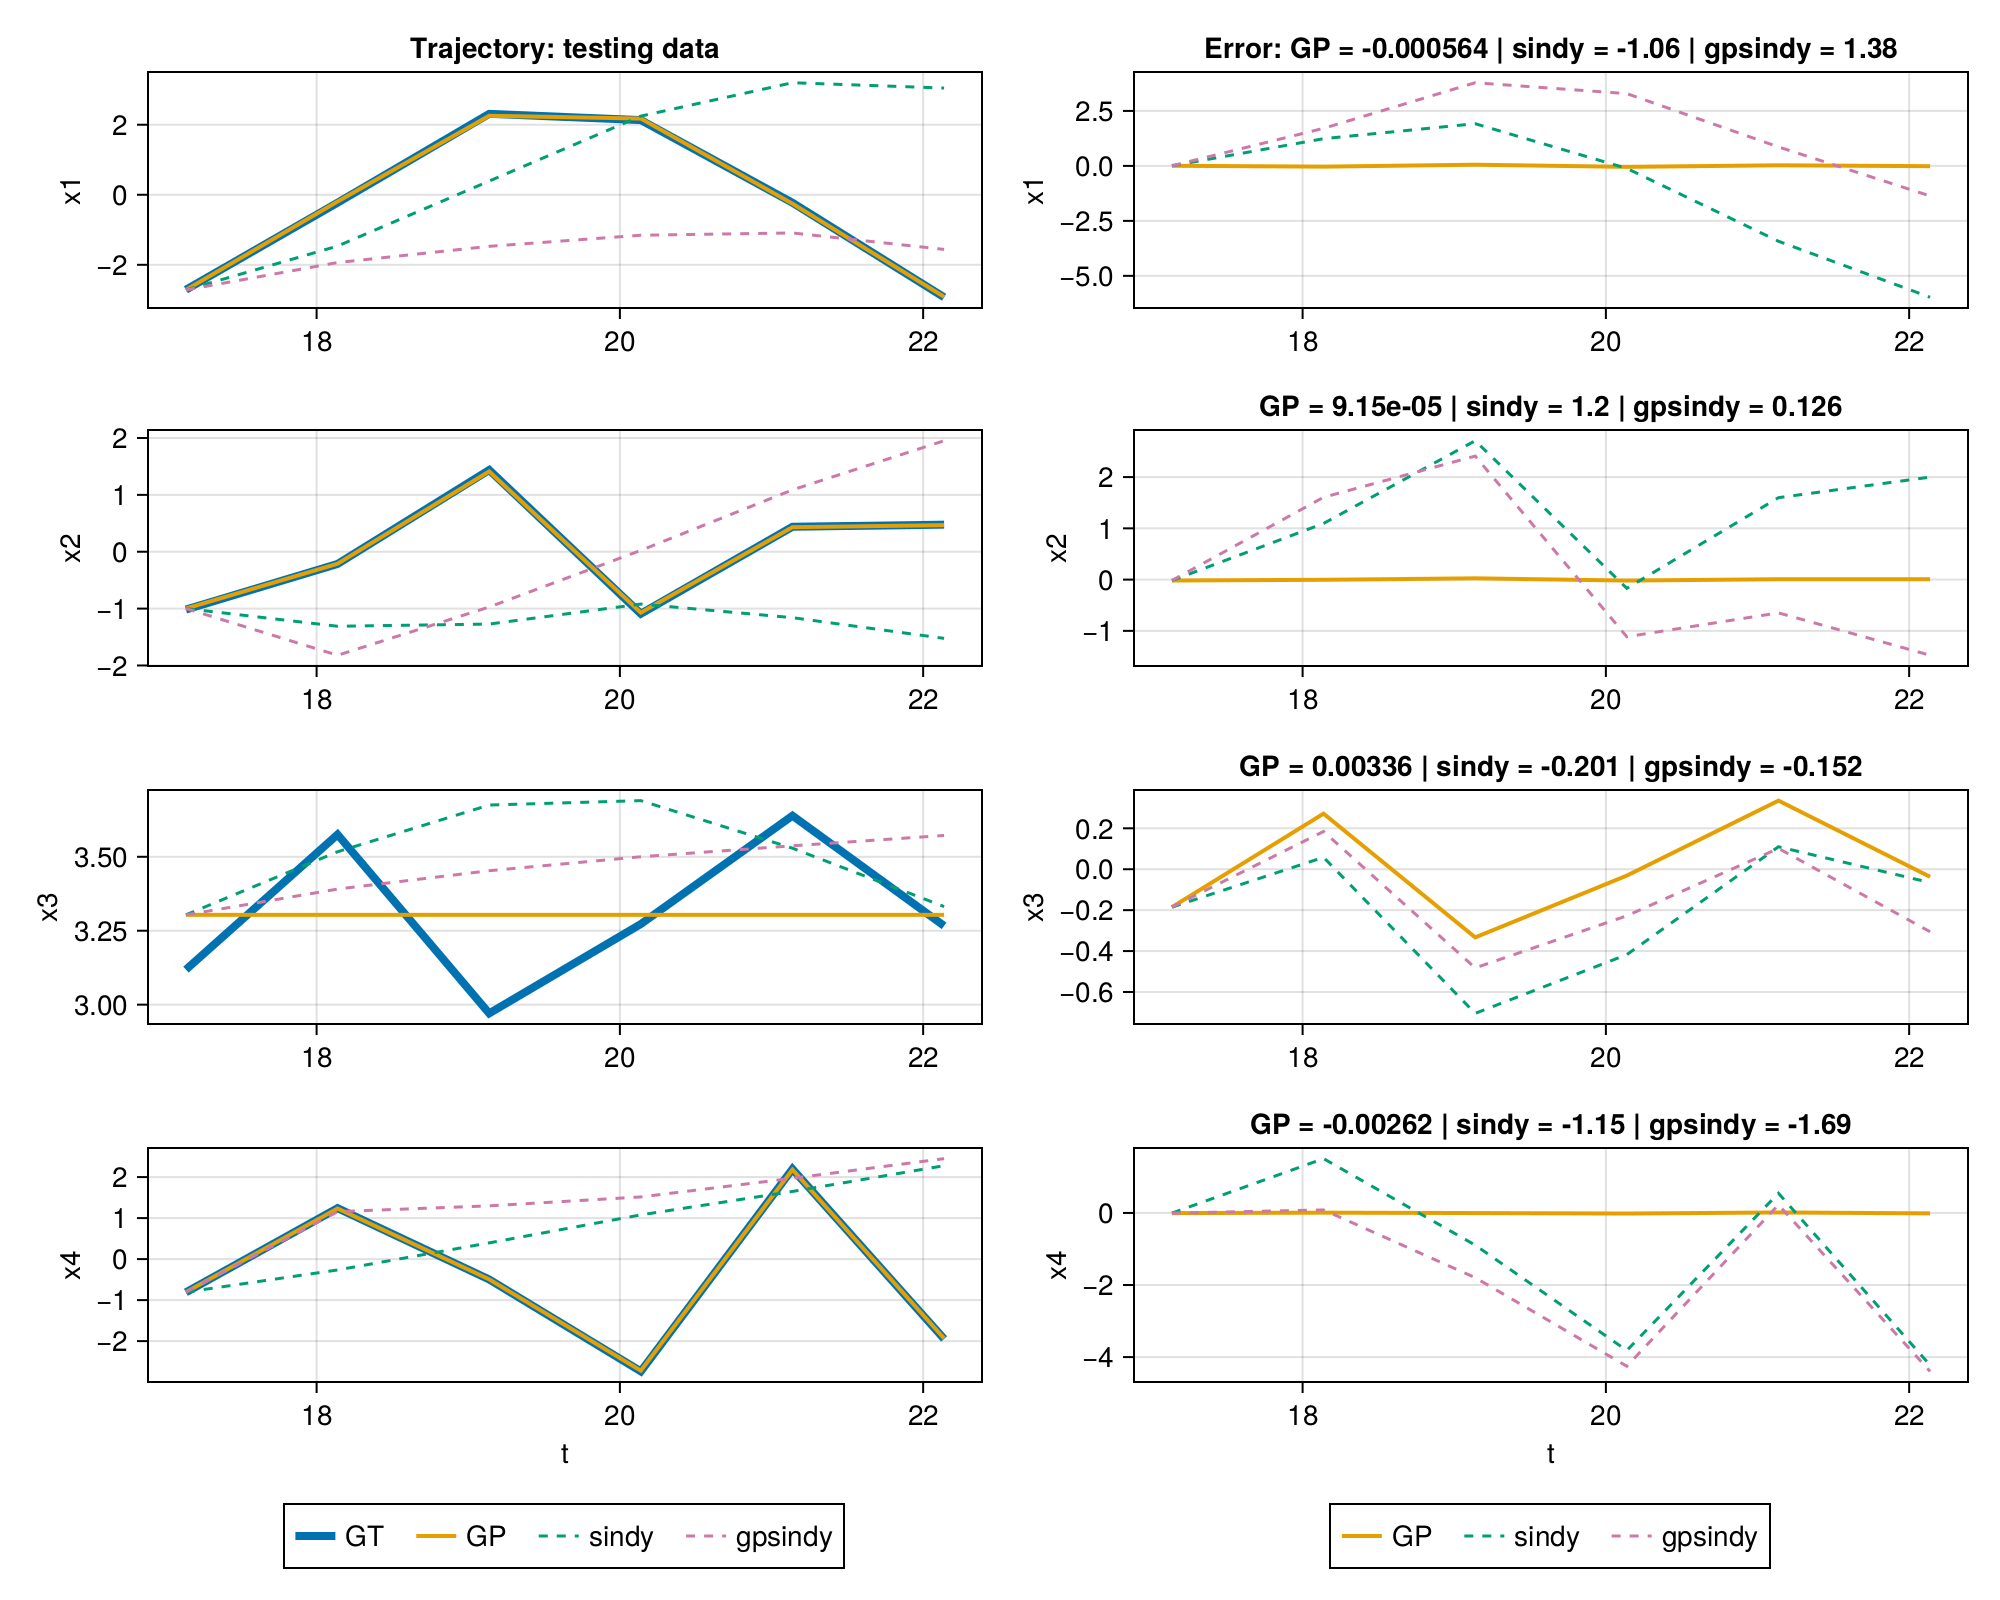 Trajectory: testing data
x1
2
0
−2
18 20 22
Error: GP = -0.000564 | sindy = -1.06 | gpsindy = 1.38
x1
2.5
0.0
−2.5
−5.0
18 20 22
x2
2
1
0
−1
−2
18 20 22
GP = 9.15e-05 | sindy = 1.2 | gpsindy = 0.126
x2
2
1
0
−1
18 20 22
x3
3.50
3.25
3.00
18 20 22
GP = 0.00336 | sindy = -0.201 | gpsindy = -0.152
x3
0.2
0.0
−0.2
−0.4
−0.6
18 20 22
x4
2
1
0
−1
−2
18 20 22
t
GP = -0.00262 | sindy = -1.15 | gpsindy = -1.69
x4
0
−2
−4
18 20 22
t
GT GP sindy gpsindy
GP sindy gpsindy